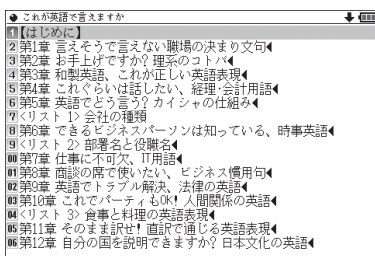 これが英語で言えますか
1【はじめに】
2 第1章 言えそうで言えない職場の決まり文句◀
3 第2章 お手上げですか? 理系のコトバ◀
4 第3章 和製英語、これが正しい英語表現◀
5 第4章 これぐらいは話したい、経理・会計用語◀
6 第5章 英語でどう言う? カイシャの仕組み◀
7 <リスト 1> 会社の種類
8 第6章 できるビジネスパーソンは知っている、時事英語◀
9 <リスト 2> 部署名と役職名◀
00 第7章 仕事に不可欠、IT用語◀
01 第8章 商談の席で使いたい、ビジネス慣用句◀
02 第9章 英語でトラブル解決、法律の英語◀
03 第10章 これでパーティもOK! 人間関係の英語◀
04 <リスト 3> 食事と料理の英語表現◀
05 第11章 そのまま訳せ! 直訳で通じる英語表現◀
06 第12章 自分の国を説明できますか? 日本文化の英語◀